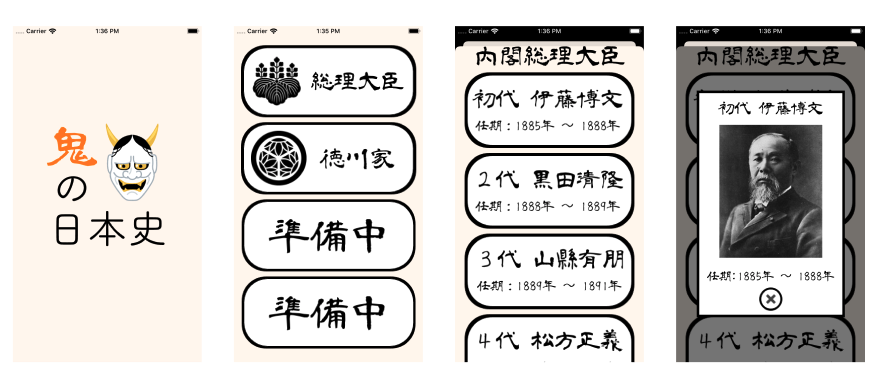 ..... Carrier 1:36 PM
鬼
の
日本史
..... Carrier 1:35 PM
総理大臣
徳川家
準備中
準備中
..... Carrier 1:36 PM
内閣総理大臣
初代 伊藤博文
任期：1885年 〜 1888年
2代 黒田清隆
任期：1888年 〜 1889年
3代 山縣有朋
任期：1889年 〜 1891年
4代 松方正義
..... Carrier 1:36 PM
内閣総理大臣
初代 伊藤博文
任期：1885年 〜 1888年
4代 松方正義